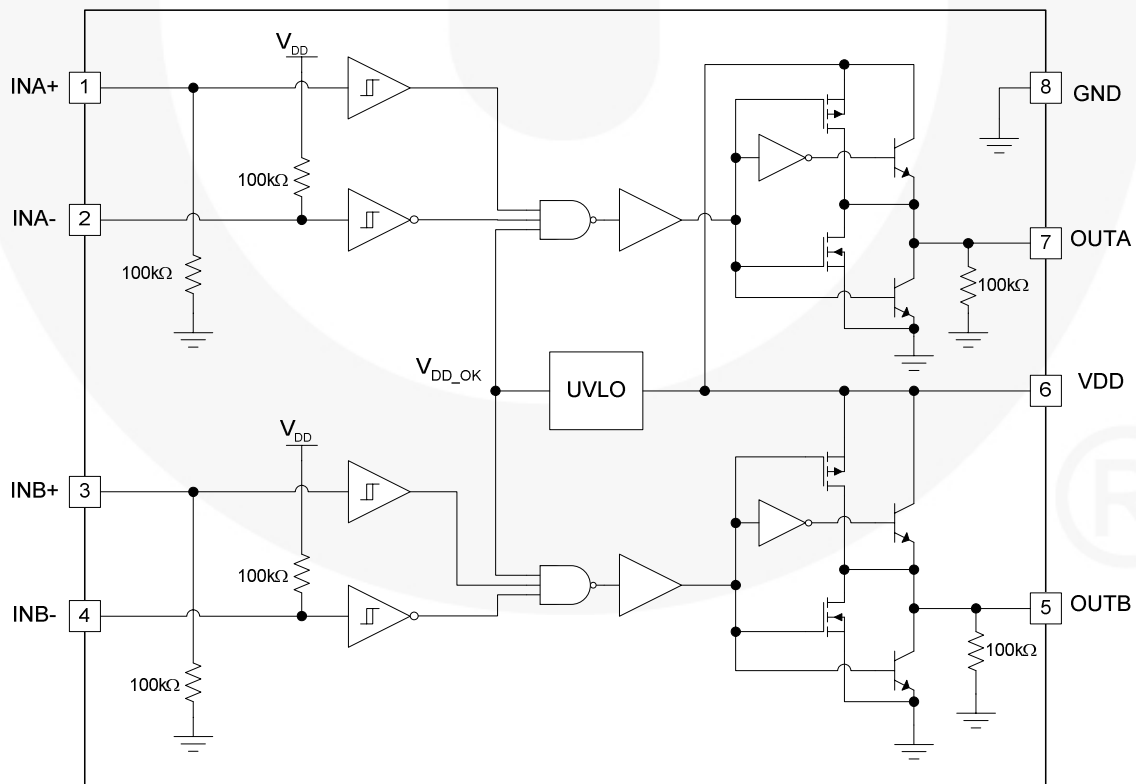 INA+
1
V_DD
100kΩ
INA-
2
100kΩ
8
GND
7
OUTA
100kΩ
V_DD_OK
UVLO
6
VDD
INB+
3
V_DD
100kΩ
INB-
4
100kΩ
5
OUTB
100kΩ
®